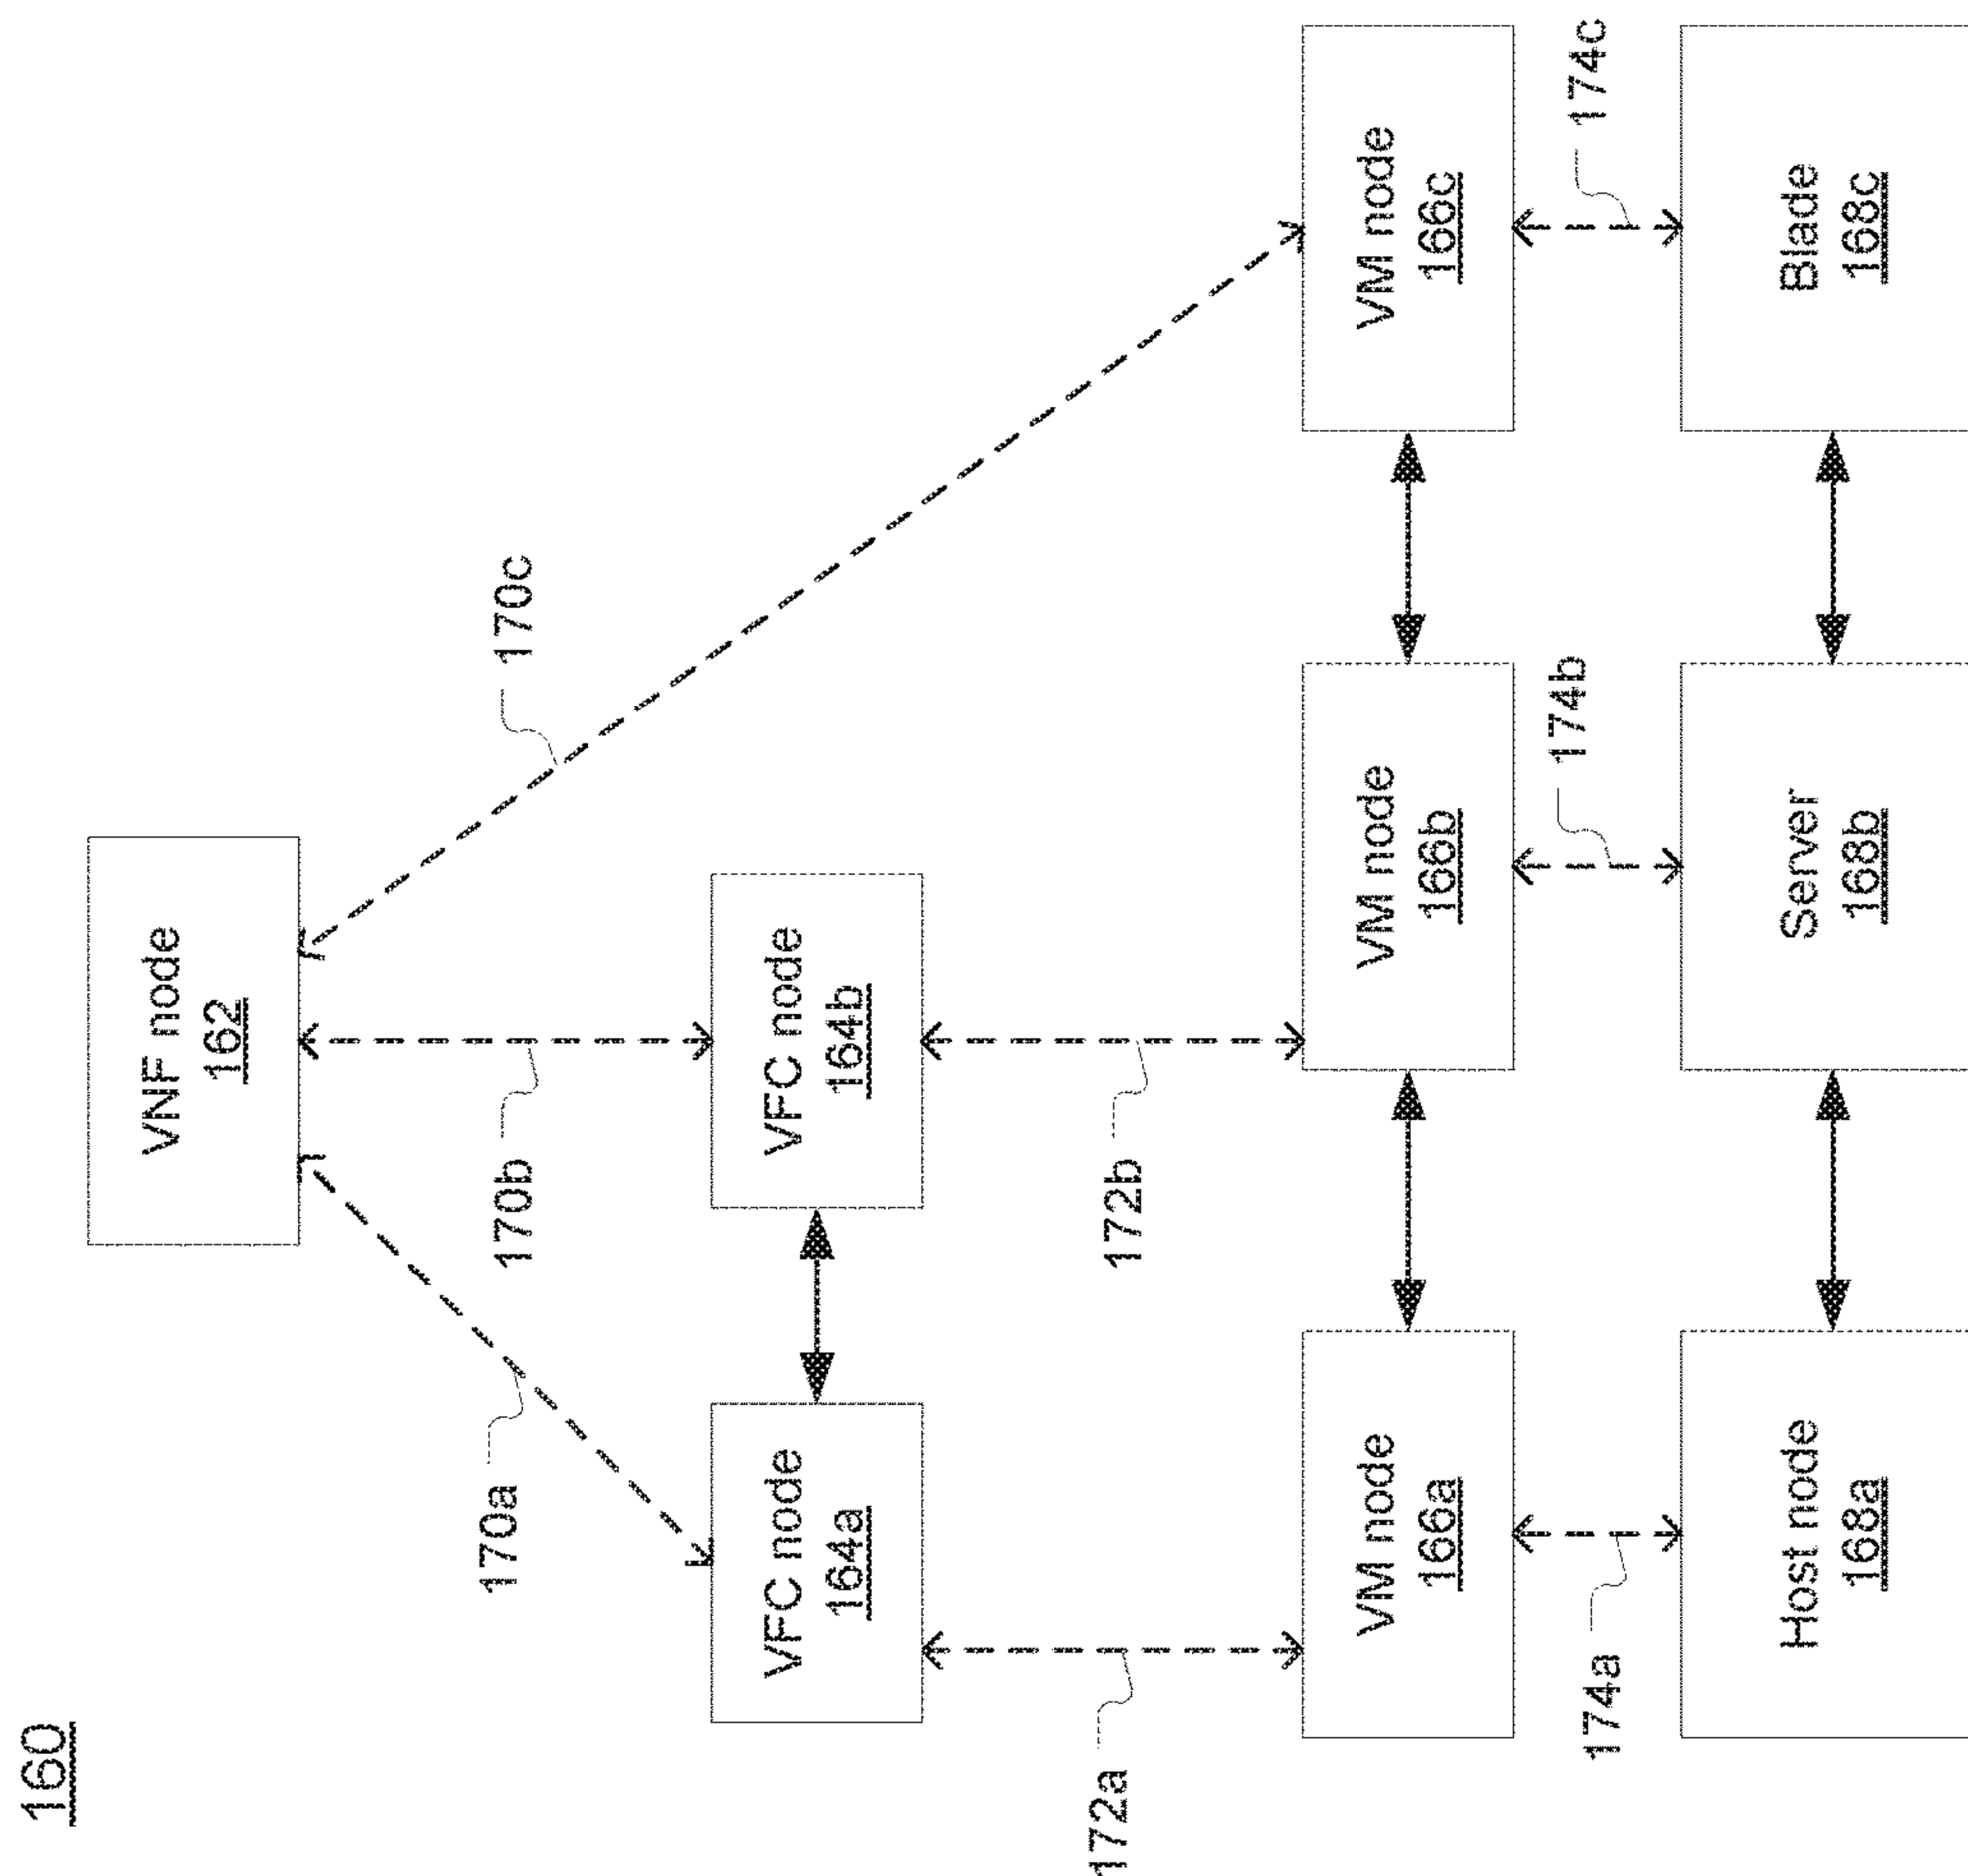 160
VNF node
162
170a
170b
170c
VFC node
164a
VFC node
164b
172a
172b
VM node
166a
VM node
166b
VM node
166c
174a
174b
174c
Host node
168a
Server
168b
Blade
168c